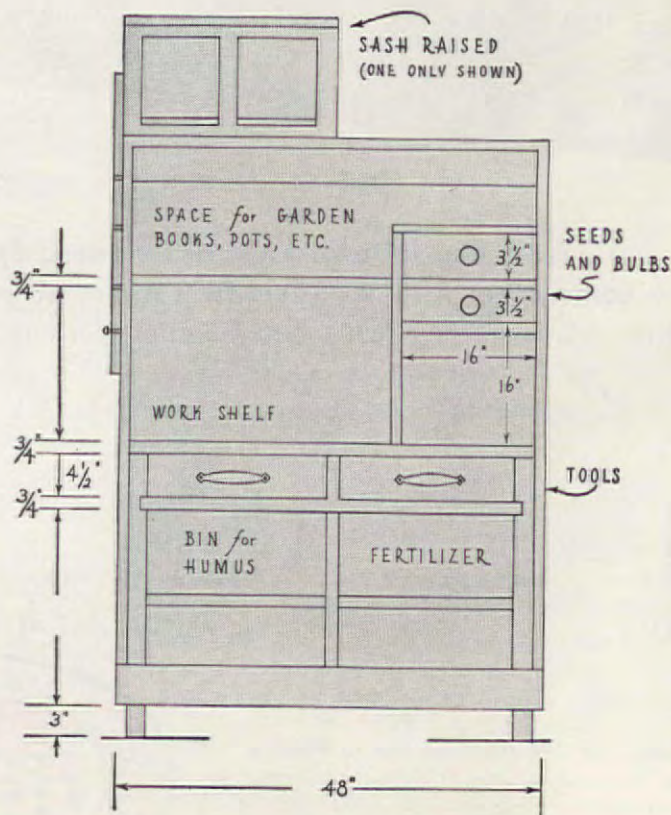 SASH RAISED
(ONE ONLY SHOWN)
SPACE for GARDEN
BOOKS, POTS, ETC.
SEEDS
AND BULBS
3½"
3½"
¾"
16"
16"
WORK SHELF
¾"
4½"
¾"
TOOLS
BIN for
HUMUS
FERTILIZER
3"
48"